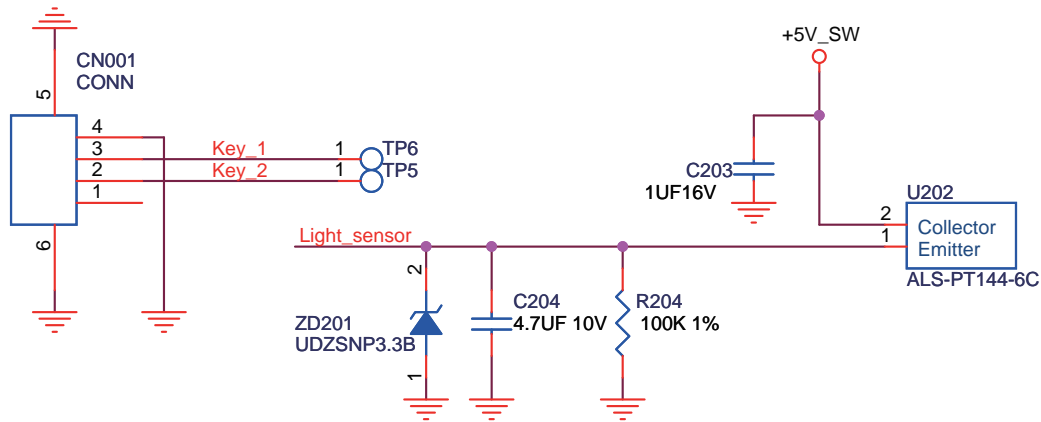 +5V_SW
CN001
CONN
5
4
3
Key_1
1
TP6
2
Key_2
1
TP5
1
C203
1UF16V
U202
2
Collector
1
Emitter
ALS-PT144-6C
6
Light_sensor
2
C204
4.7UF 10V
R204
100K 1%
ZD201
UDZSNP3.3B
1